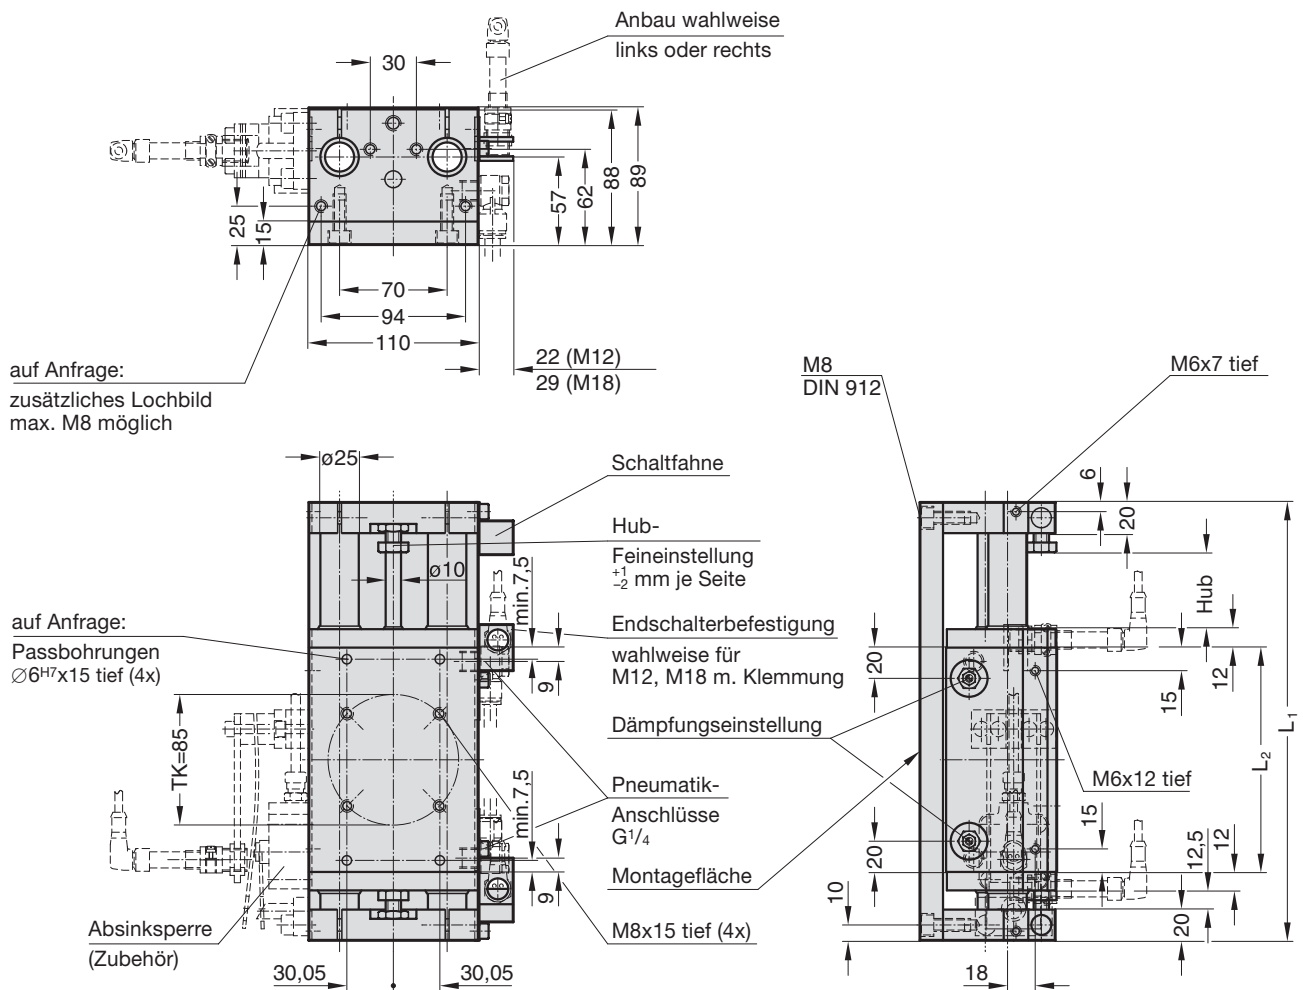 Anbau wahlweise
links oder rechts
30
25
15
57
62
88
89
70
94
110
22 (M12)
29 (M18)
auf Anfrage:
zusätzliches Lochbild
max. M8 möglich
M8
DIN 912
M6x7 tief
ø25
Schaltfahne
Hub-
Feineinstellung
+1
-2 mm je Seite
ø10
min.7,5
6
20
Hub
auf Anfrage:
Passbohrungen
∅6H7x15 tief (4x)
Endschalterbefestigung
wahlweise für
M12, M18 m. Klemmung
9
20
15
12
TK=85
Dämpfungseinstellung
L1
L2
M6x12 tief
Pneumatik-
Anschlüsse
G1/4
min.7,5
15
12,5
12
Montagefläche
9
20
10
20
Absinksperre
(Zubehör)
M8x15 tief (4x)
30,05
30,05
18